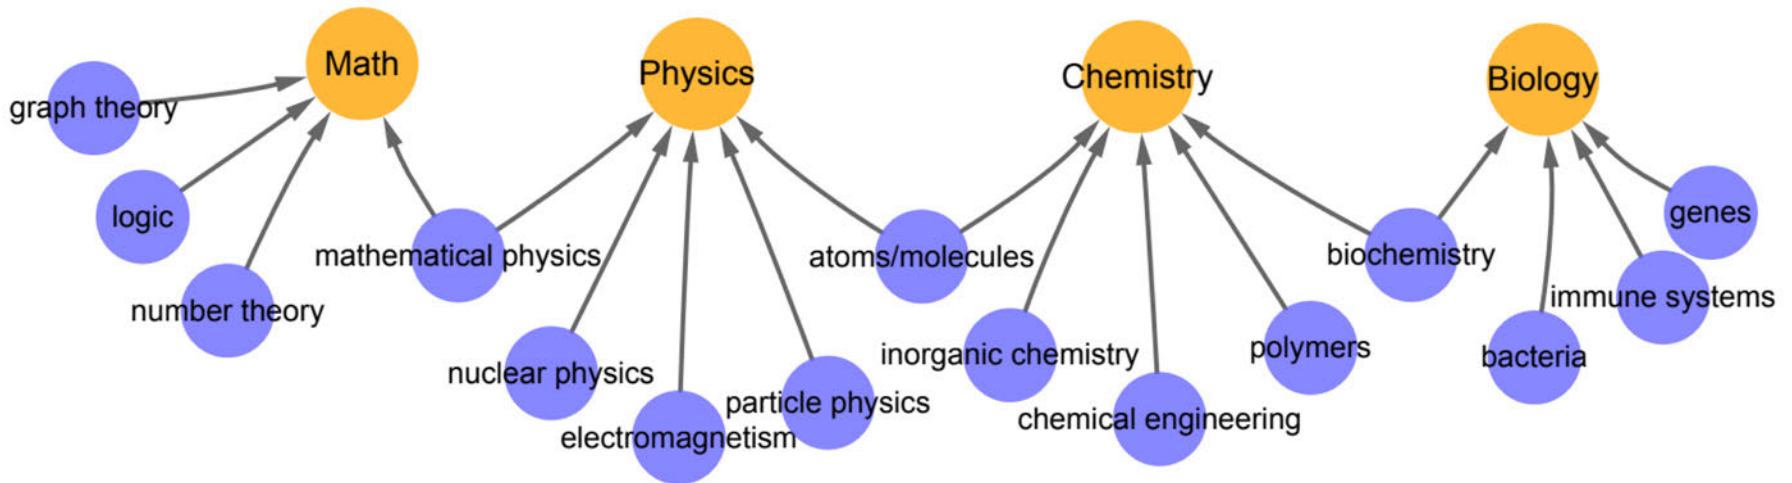 Math
Physics
Chemistry
Biology
graph theory
logic
number theory
mathematical physics
nuclear physics
electromagnetism
particle physics
atoms/molecules
inorganic chemistry
chemical engineering
polymers
biochemistry
bacteria
immune systems
genes